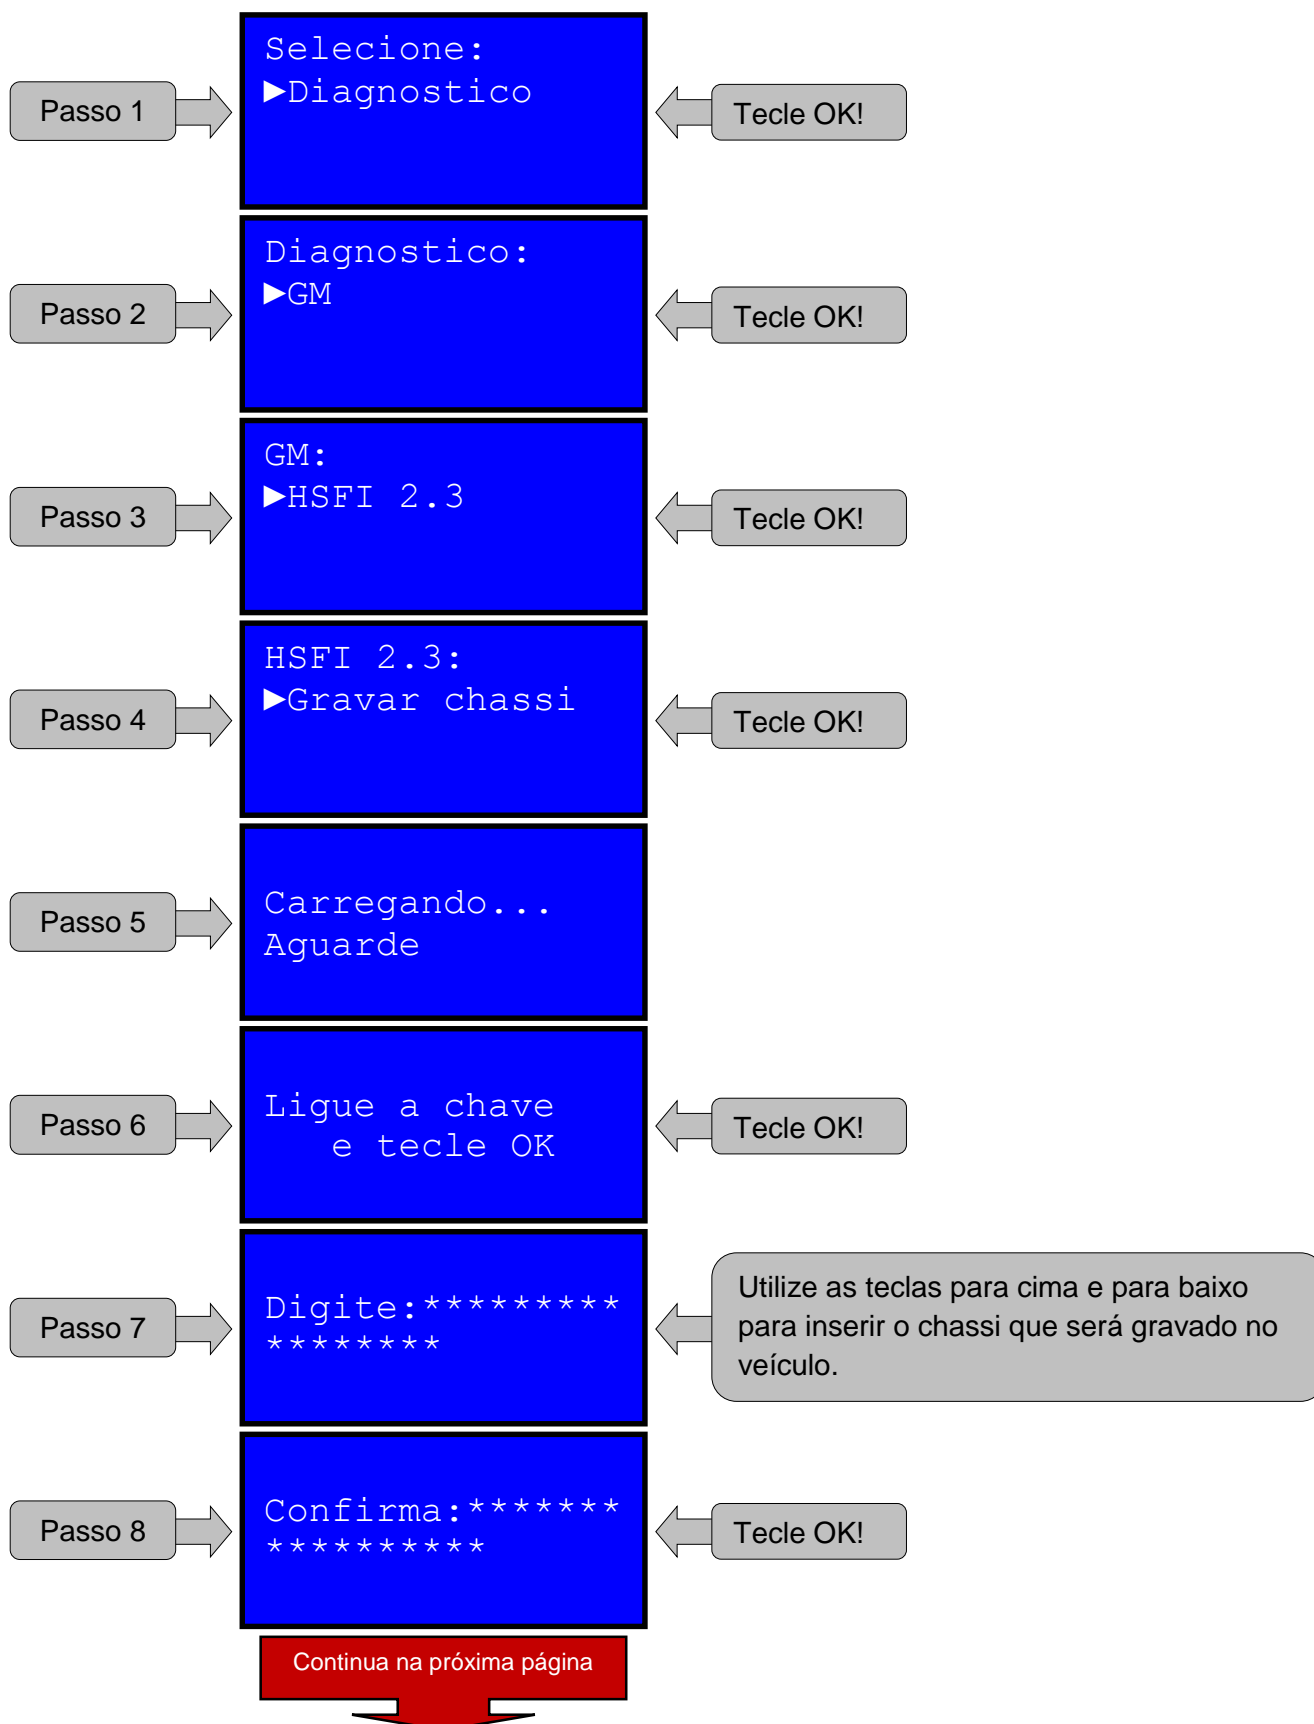 Selecione:
Passo 1
►Diagnostico
Tecle OK!
Diagnostico:
Passo 2
►GM
Tecle OK!
GM:
Passo 3
►HSFI 2.3
Tecle OK!
HSFI 2.3:
Passo 4
►Gravar chassi
Tecle OK!
Passo 5
Carregando...
Aguarde
Passo 6
Ligue a chave
e tecle OK
Tecle OK!
Passo 7
Digite:*********
********
Utilize as teclas para cima e para baixo
para inserir o chassi que será gravado no
veículo.
Passo 8
Confirma:*******
**********
Tecle OK!
Continua na próxima página